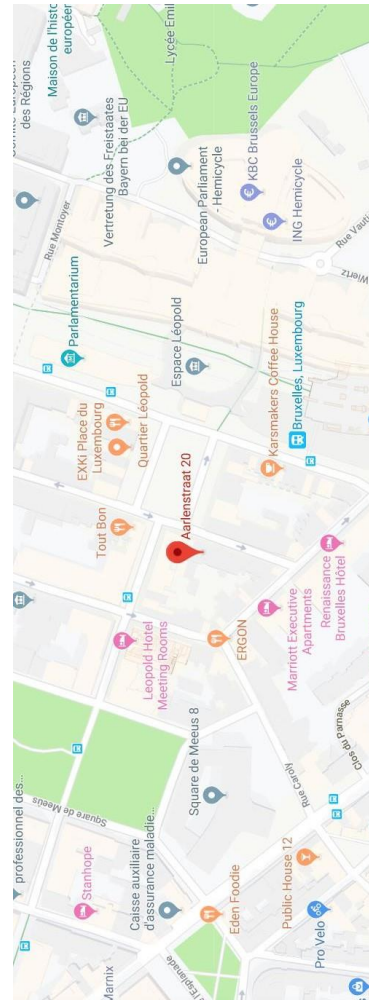 Marnix
Stanhope
professionnel des...
Maison de l'histo
européen
des Régions
Square de Meeûs
Rue Montoyer
Caisse auxiliaire
d'assurance maladie...
Leopold Hotel
Meeting Rooms
Tout Bon
EXKi Place du
Luxembourg
Quartier Léopold
Parlamentarium
Vertretung des Freistaates
Bayern bei der EU
Lycée Emil
Eden Foodie
Square de Meeus 8
Aarlenstraat 20
Espace Léopold
European Parliament
- Hemicycle
KBC Brussels Europe
ERGON
Public House 12
Rue Caroly
Marriott Executive
Apartments
Karsmakers Coffee House
ING Hemicycle
Pro Velo
Renaissance
Bruxelles Hôtel
Bruxelles, Luxembourg
Clos du Parnasse
Wiertz
Rue Vauti